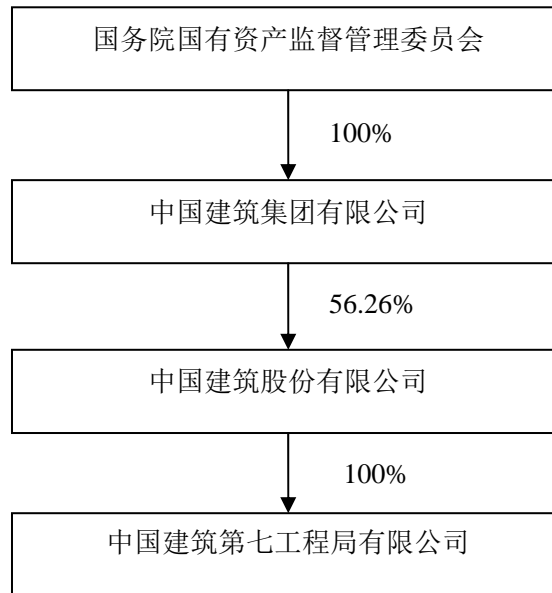 国务院国有资产监督管理委员会
100%
中国建筑集团有限公司
56.26%
中国建筑股份有限公司
100%
中国建筑第七工程局有限公司